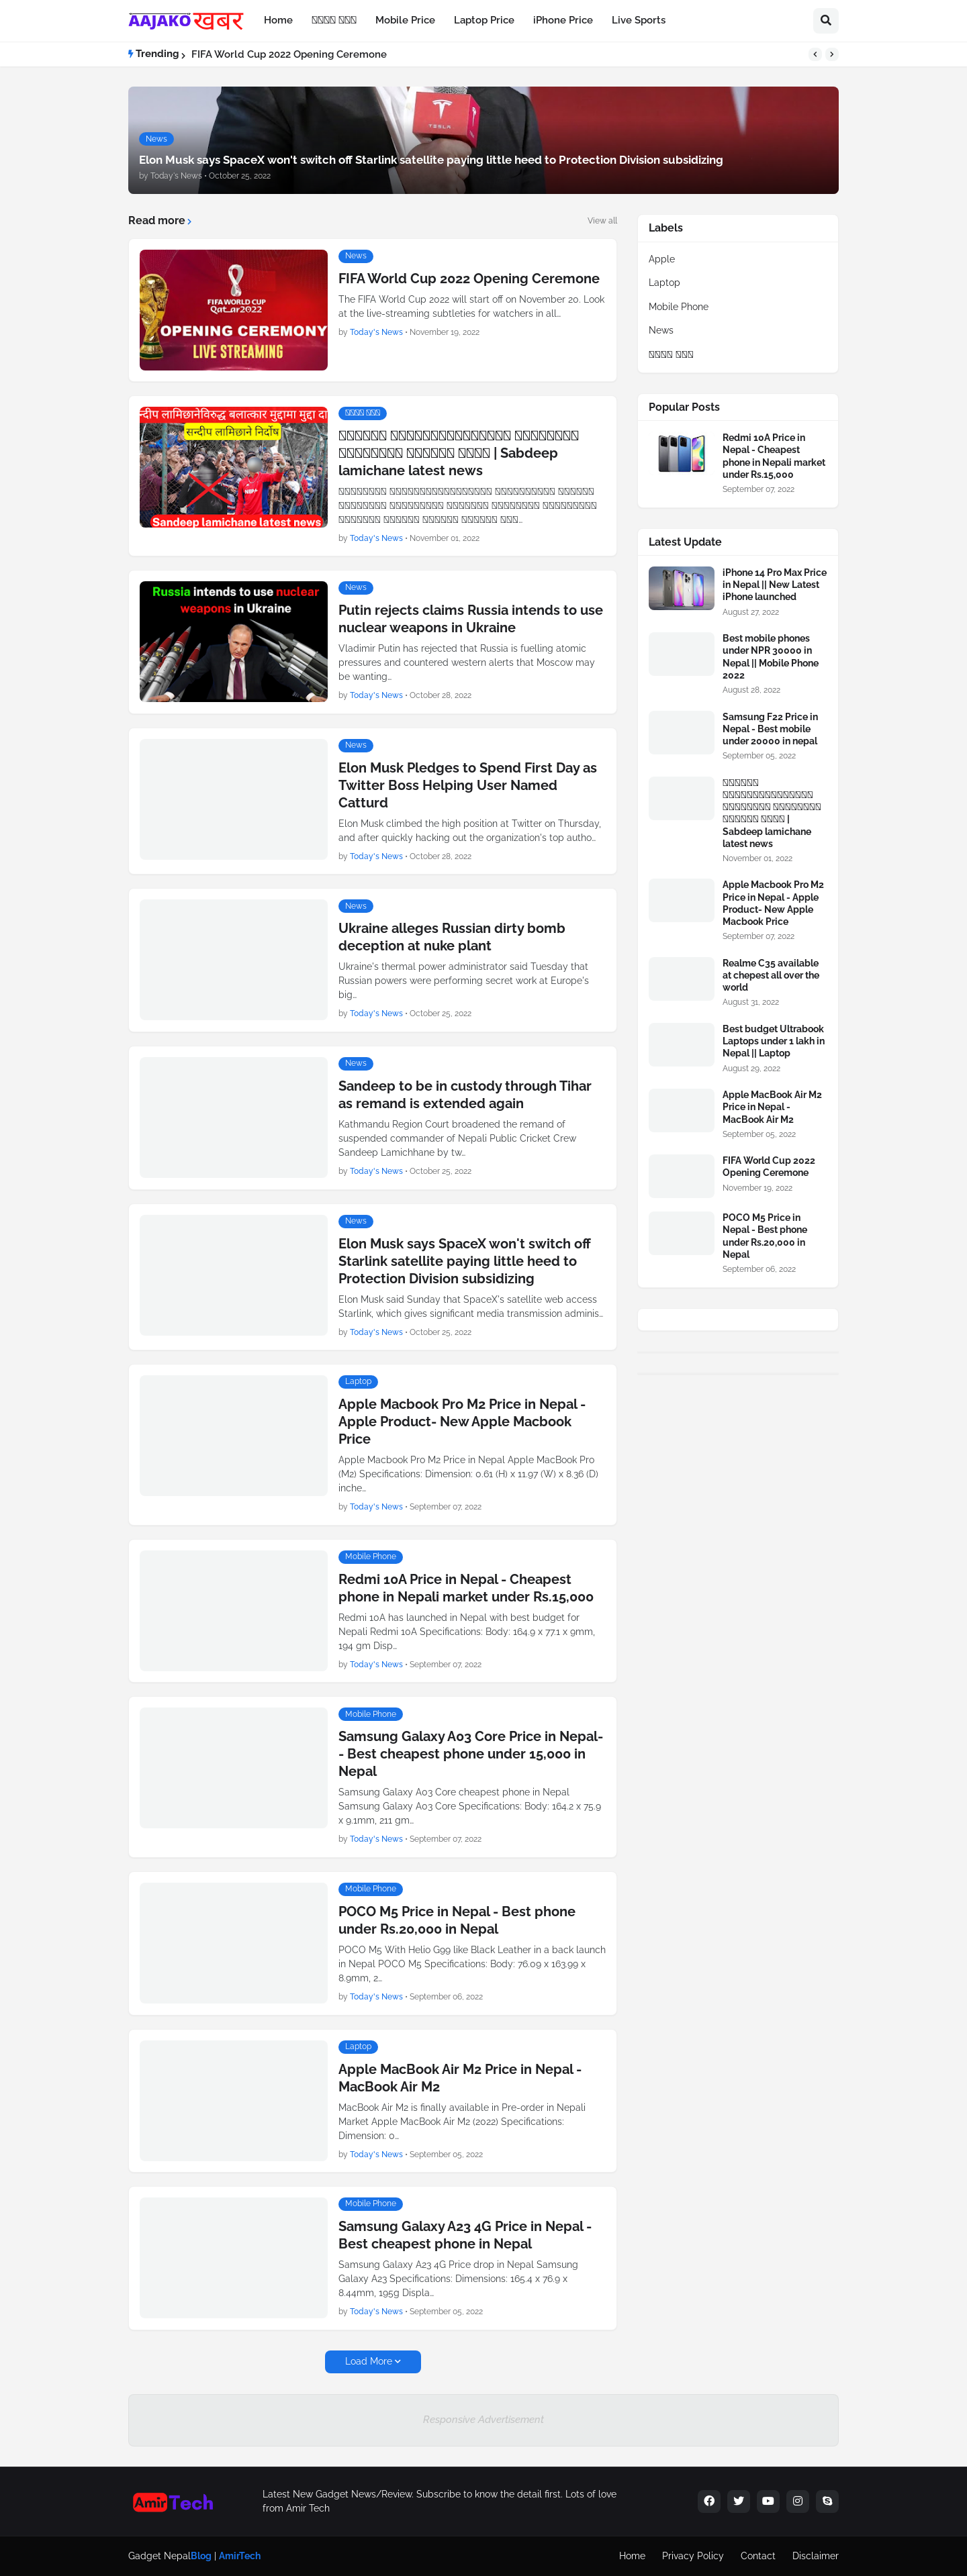 AAJAKO खबर
Home
Mobile Price
Laptop Price
iPhone Price
Live Sports
Trending
FIFA World Cup 2022 Opening Ceremone
TESLA
News
Elon Musk says SpaceX won't switch off Starlink satellite paying little heed to Protection Division subsidizing
by Today's News • October 25, 2022
Read more
View all
FIFA WORLD CUP
Qatar2022
OPENING CEREMONY
LIVE STREAMING
News
FIFA World Cup 2022 Opening Ceremone
The FIFA World Cup 2022 will start off on November 20. Look
at the live-streaming subtleties for watchers in all...
by Today's News • November 19, 2022
न्दीप लामिछानेविरुद्ध बलात्कार मुद्दामा मुद्दा दा
सन्दीप लामिछाने निर्दोष
Sandeep lamichane latest news
| Sabdeep
lamichane latest news
by Today's News • November 01, 2022
Russia intends to use nuclear
weapons in Ukraine
News
Putin rejects claims Russia intends to use
nuclear weapons in Ukraine
Vladimir Putin has rejected that Russia is fuelling atomic
pressures and countered western alerts that Moscow may
be wanting...
by Today's News • October 28, 2022
News
Elon Musk Pledges to Spend First Day as
Twitter Boss Helping User Named
Catturd
Elon Musk climbed the high position at Twitter on Thursday,
and after quickly hacking out the organization's top autho...
by Today's News • October 28, 2022
News
Ukraine alleges Russian dirty bomb
deception at nuke plant
Ukraine's thermal power administrator said Tuesday that
Russian powers were performing secret work at Europe's
big...
by Today's News • October 25, 2022
News
Sandeep to be in custody through Tihar
as remand is extended again
Kathmandu Region Court broadened the remand of
suspended commander of Nepali Public Cricket Crew
Sandeep Lamichhane by tw...
by Today's News • October 25, 2022
News
Elon Musk says SpaceX won't switch off
Starlink satellite paying little heed to
Protection Division subsidizing
Elon Musk said Sunday that SpaceX's satellite web access
Starlink, which gives significant media transmission adminis...
by Today's News • October 25, 2022
Laptop
Apple Macbook Pro M2 Price in Nepal -
Apple Product- New Apple Macbook
Price
Apple Macbook Pro M2 Price in Nepal Apple MacBook Pro
(M2) Specifications: Dimension: 0.61 (H) x 11.97 (W) x 8.36 (D)
inche...
by Today's News • September 07, 2022
Mobile Phone
Redmi 10A Price in Nepal - Cheapest
phone in Nepali market under Rs.15,000
Redmi 10A has launched in Nepal with best budget for
Nepali Redmi 10A Specifications: Body: 164.9 x 77.1 x 9mm,
194 gm Disp...
by Today's News • September 07, 2022
Mobile Phone
Samsung Galaxy A03 Core Price in Nepal-
- Best cheapest phone under 15,000 in
Nepal
Samsung Galaxy A03 Core cheapest phone in Nepal
Samsung Galaxy A03 Core Specifications: Body: 164.2 x 75.9
x 9.1mm, 211 gm...
by Today's News • September 07, 2022
Mobile Phone
POCO M5 Price in Nepal - Best phone
under Rs.20,000 in Nepal
POCO M5 With Helio G99 like Black Leather in a back launch
in Nepal POCO M5 Specifications: Body: 76.09 x 163.99 x
8.9mm, 2...
by Today's News • September 06, 2022
Laptop
Apple MacBook Air M2 Price in Nepal -
MacBook Air M2
MacBook Air M2 is finally available in Pre-order in Nepali
Market Apple MacBook Air M2 (2022) Specifications:
Dimension: 0...
by Today's News • September 05, 2022
Mobile Phone
Samsung Galaxy A23 4G Price in Nepal -
Best cheapest phone in Nepal
Samsung Galaxy A23 4G Price drop in Nepal Samsung
Galaxy A23 Specifications: Dimensions: 165.4 x 76.9 x
8.44mm, 195g Displa...
by Today's News • September 05, 2022
Load More
Labels
Apple
Laptop
Mobile Phone
News
Popular Posts
Redmi 10A Price in
Nepal - Cheapest
phone in Nepali market
under Rs.15,000
September 07, 2022
Latest Update
iPhone 14 Pro Max Price
in Nepal || New Latest
iPhone launched
August 27, 2022
Best mobile phones
under NPR 30000 in
Nepal || Mobile Phone
2022
August 28, 2022
Samsung F22 Price in
Nepal - Best mobile
under 20000 in nepal
September 05, 2022
|
Sabdeep lamichane
latest news
November 01, 2022
Apple Macbook Pro M2
Price in Nepal - Apple
Product- New Apple
Macbook Price
September 07, 2022
Realme C35 available
at chepest all over the
world
August 31, 2022
Best budget Ultrabook
Laptops under 1 lakh in
Nepal || Laptop
August 29, 2022
Apple MacBook Air M2
Price in Nepal -
MacBook Air M2
September 05, 2022
FIFA World Cup 2022
Opening Ceremone
November 19, 2022
POCO M5 Price in
Nepal - Best phone
under Rs.20,000 in
Nepal
September 06, 2022
Responsive Advertisement
Amir Tech
Latest New Gadget News/Review. Subscribe to know the detail first. Lots of love
from Amir Tech
Gadget NepalBlog | AmirTech
Home
Privacy Policy
Contact
Disclaimer